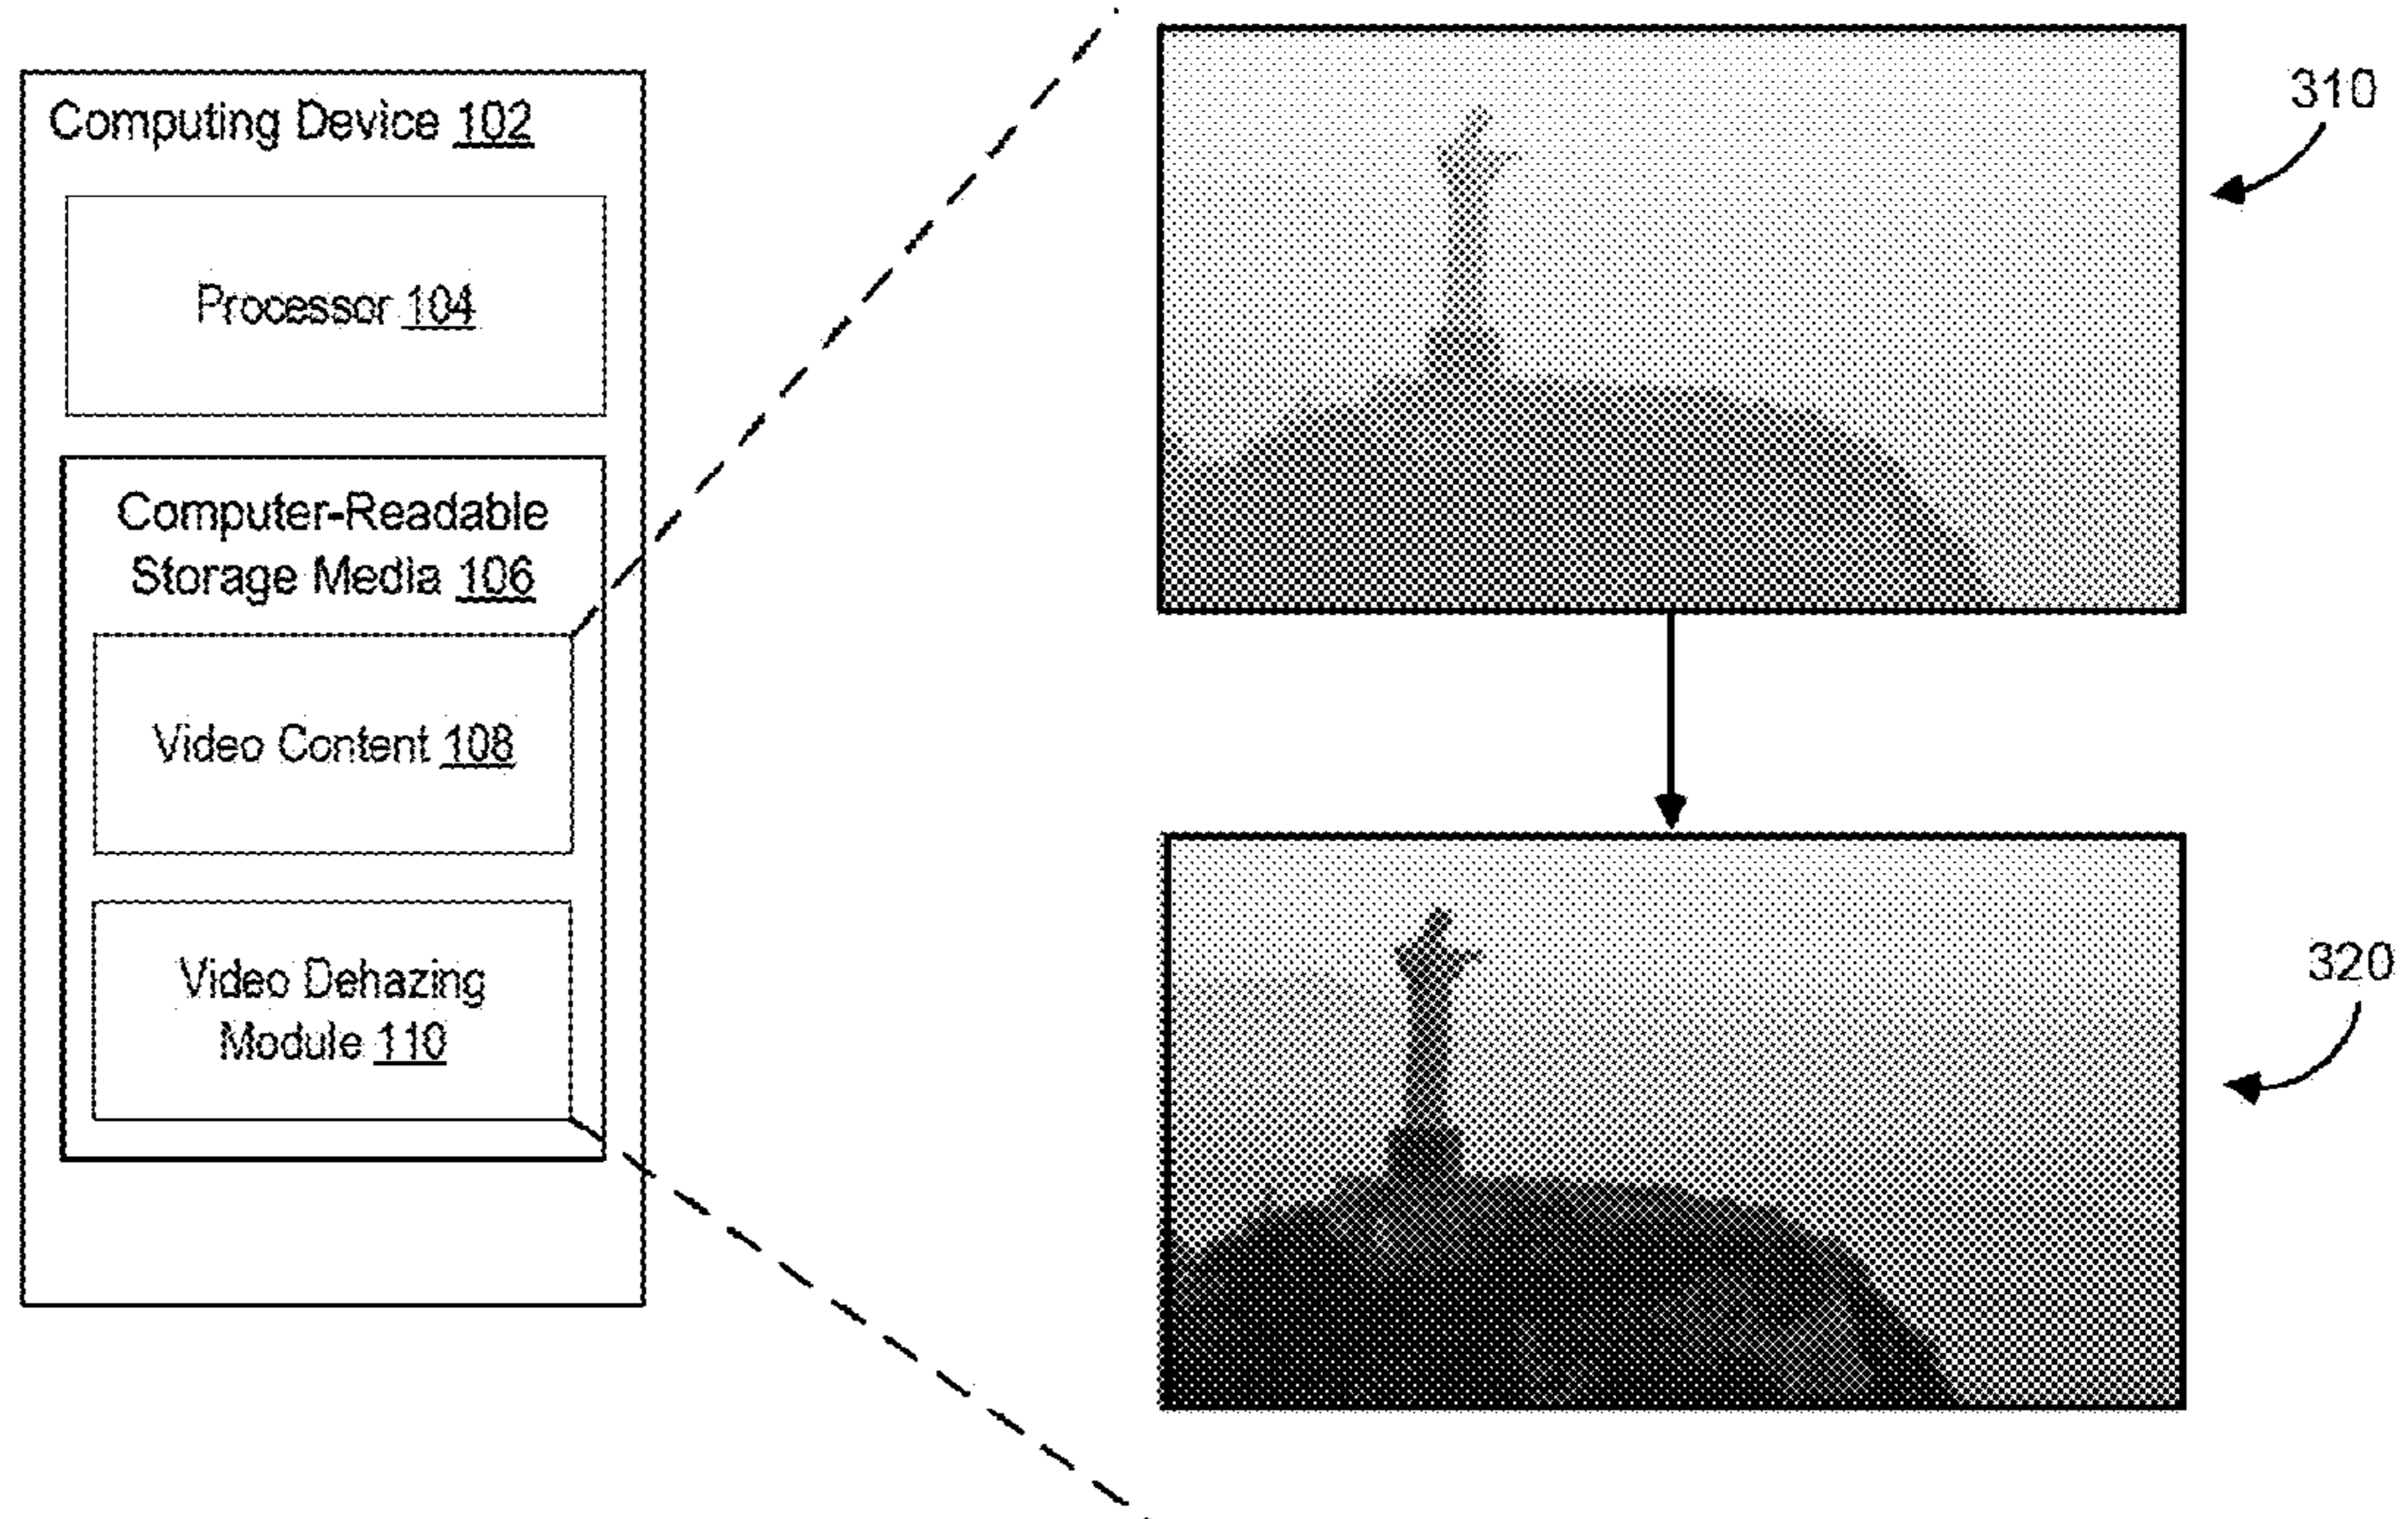 Computing Device 102
Processor 104
Computer-Readable
Storage Media 106
Video Content 108
Video Dehazing
Module 110
310
320